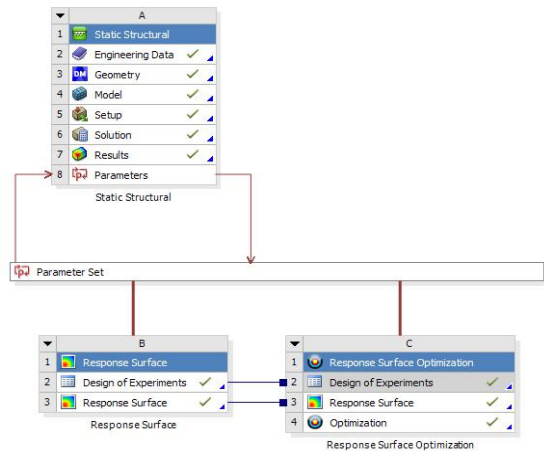 A
1 Static Structural
2 Engineering Data
3 DM Geometry
4 Model
5 Setup
6 Solution
7 Results
8 Parameters
Static Structural
Parameter Set
B
1 Response Surface
2 Design of Experiments
3 Response Surface
Response Surface
C
1 Response Surface Optimization
2 Design of Experiments
3 Response Surface
4 Optimization
Response Surface Optimization